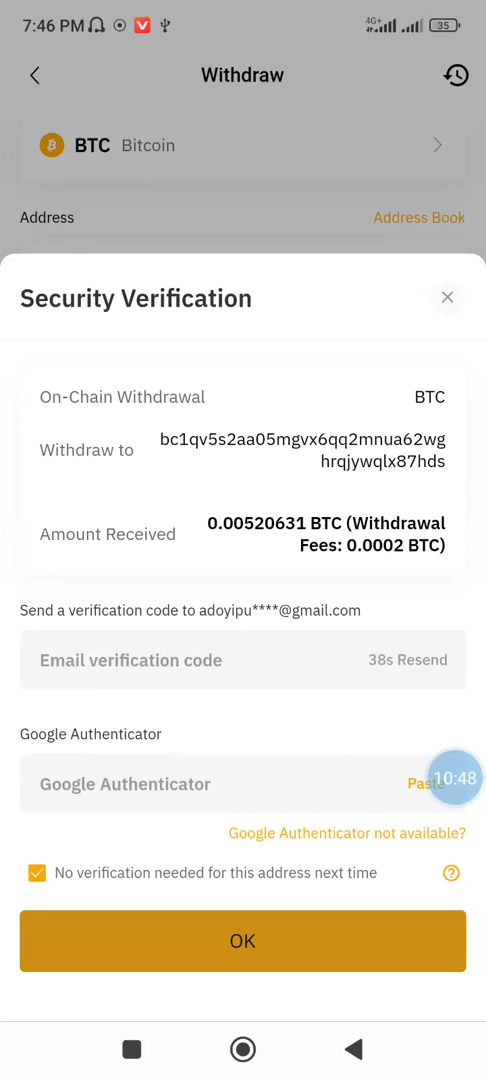 7:46 PM
4G+
35
Withdraw
BTC Bitcoin
Address
Address Book
Security Verification
On-Chain Withdrawal
BTC
Withdraw to
bc1qv5s2aa05mgvx6qq2mnua62wg
hrqjywqlx87hds
Amount Received
0.00520631 BTC (Withdrawal
Fees: 0.0002 BTC)
Send a verification code to adoyipu****@gmail.com
Email verification code
38s Resend
Google Authenticator
Google Authenticator
Paste
10:48
Google Authenticator not available?
No verification needed for this address next time
OK